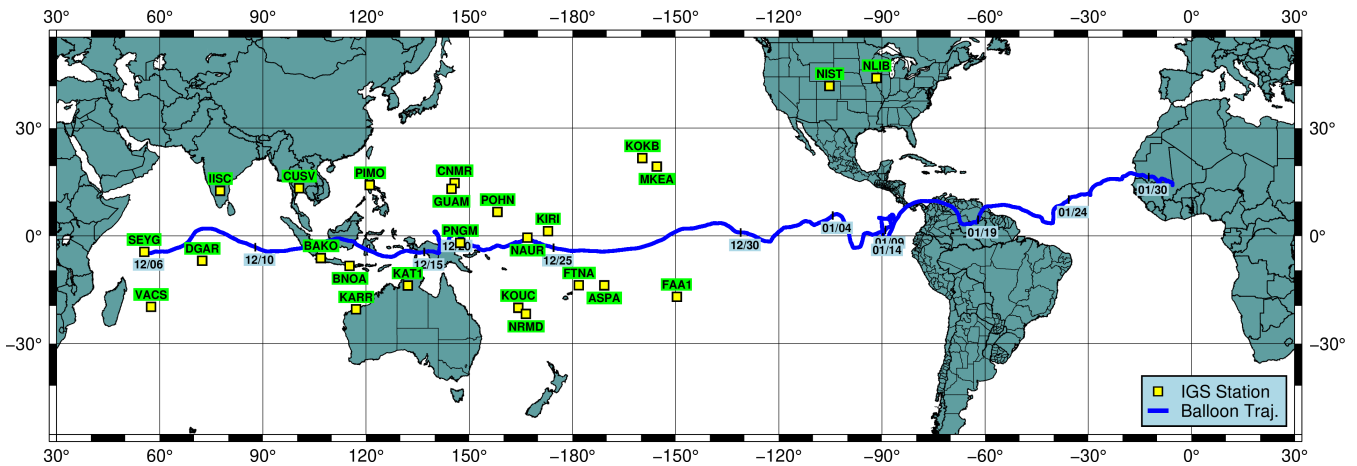 30° 60° 90° 120° 150° −180° −150° −120° −90° −60° −30° 0° 30°
NIST NLIB
30° 30°
KOKB
MKEA
IISC CUSV PIMO CNMR
GUAM POHN
01/30
01/24
SEYG DGAR BAKO PNGM KIRI
NAUR
0° 0°
12/06 12/10 12/15 12/20 12/25 12/30 01/04 01/09 01/14 01/19
BNOA KAT1 FTNA ASPA FAA1
VACS KARR KOUC
NRMD
−30° −30°
IGS Station
Balloon Traj.
30° 60° 90° 120° 150° −180° −150° −120° −90° −60° −30° 0° 30°